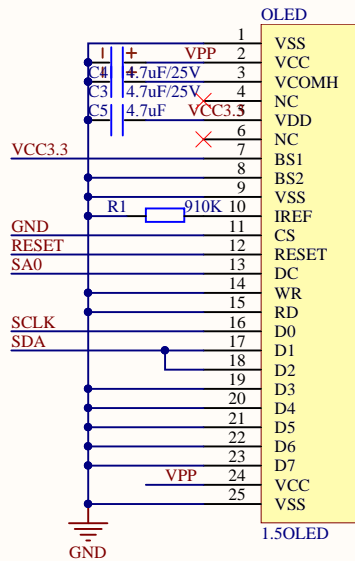 OLED
1 VSS
VPP 2 VCC
C4 4.7uF/25V 3 VCOMH
C3 4.7uF/25V 4 NC
C5 4.7uF VCC3.3 5 VDD
6 NC
VCC3.3 7 BS1
8 BS2
9 VSS
R1 910K 10 IREF
GND 11 CS
RESET 12 RESET
SA0 13 DC
14 WR
15 RD
SCLK 16 D0
SDA 17 D1
18 D2
19 D3
20 D4
21 D5
22 D6
23 D7
VPP 24 VCC
25 VSS
1.5OLED
GND